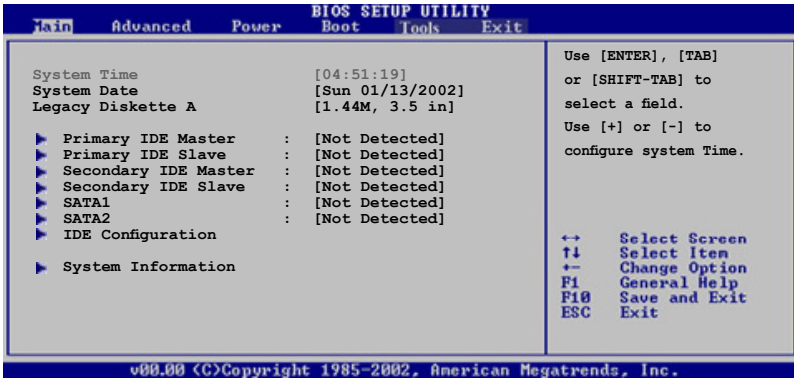 BIOS SETUP UTILITY
Main Advanced Power Boot Tools Exit
System Time [04:51:19]
System Date [Sun 01/13/2002]
Legacy Diskette A [1.44M, 3.5 in]
Primary IDE Master : [Not Detected]
Primary IDE Slave : [Not Detected]
Secondary IDE Master : [Not Detected]
Secondary IDE Slave : [Not Detected]
SATA1 : [Not Detected]
SATA2 : [Not Detected]
IDE Configuration
System Information
Use [ENTER], [TAB]
or [SHIFT-TAB] to
select a field.
Use [+] or [-] to
configure system Time.
↔ Select Screen
↑↓ Select Item
+- Change Option
F1 General Help
F10 Save and Exit
ESC Exit
v00.00 (C)Copyright 1985-2002, American Megatrends, Inc.